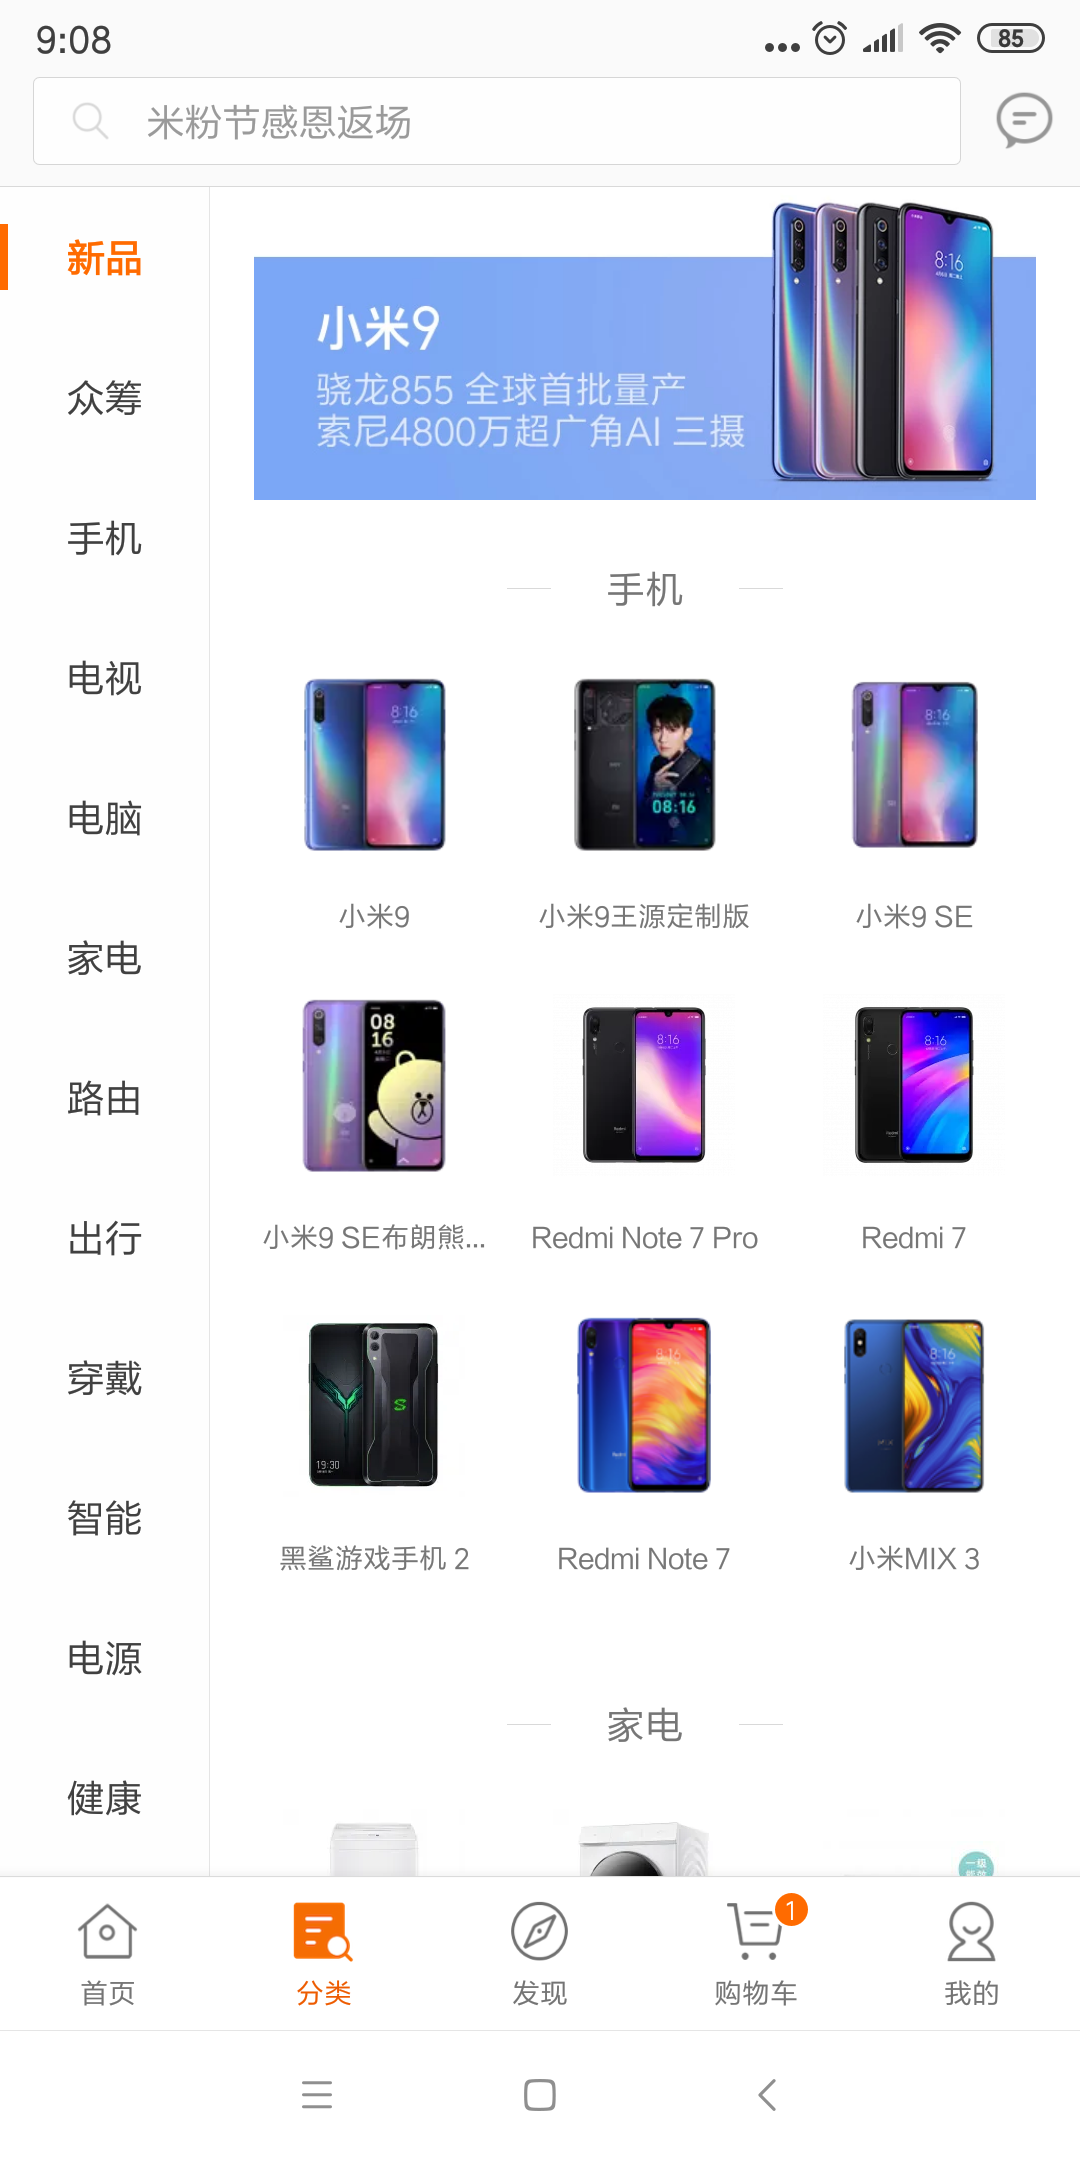 9:08
85
米粉节感恩返场
新品
众筹
手机
电视
电脑
家电
路由
出行
穿戴
智能
电源
健康
小米9
骁龙855 全球首批量产
索尼4800万超广角AI 三摄
8:16
手机
8:16
08:16
8:16
小米9
小米9王源定制版
小米9 SE
08
16
8:16
8:16
小米9 SE布朗熊...
Redmi Note 7 Pro
Redmi 7
19:30
8:16
8:16
黑鲨游戏手机 2
Redmi Note 7
小米MIX 3
家电
一级
首页
分类
发现
1
购物车
我的